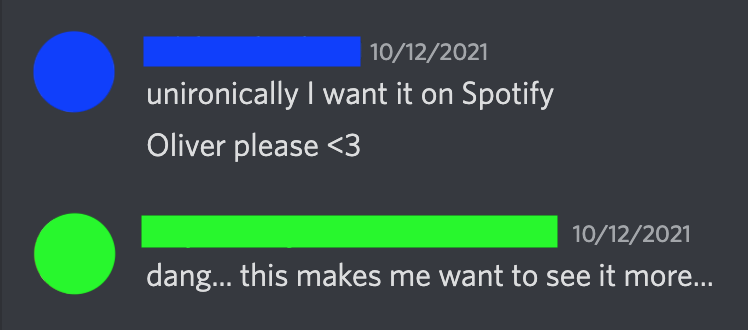 10/12/2021
unironically I want it on Spotify
Oliver please <3
10/12/2021
dang... this makes me want to see it more...